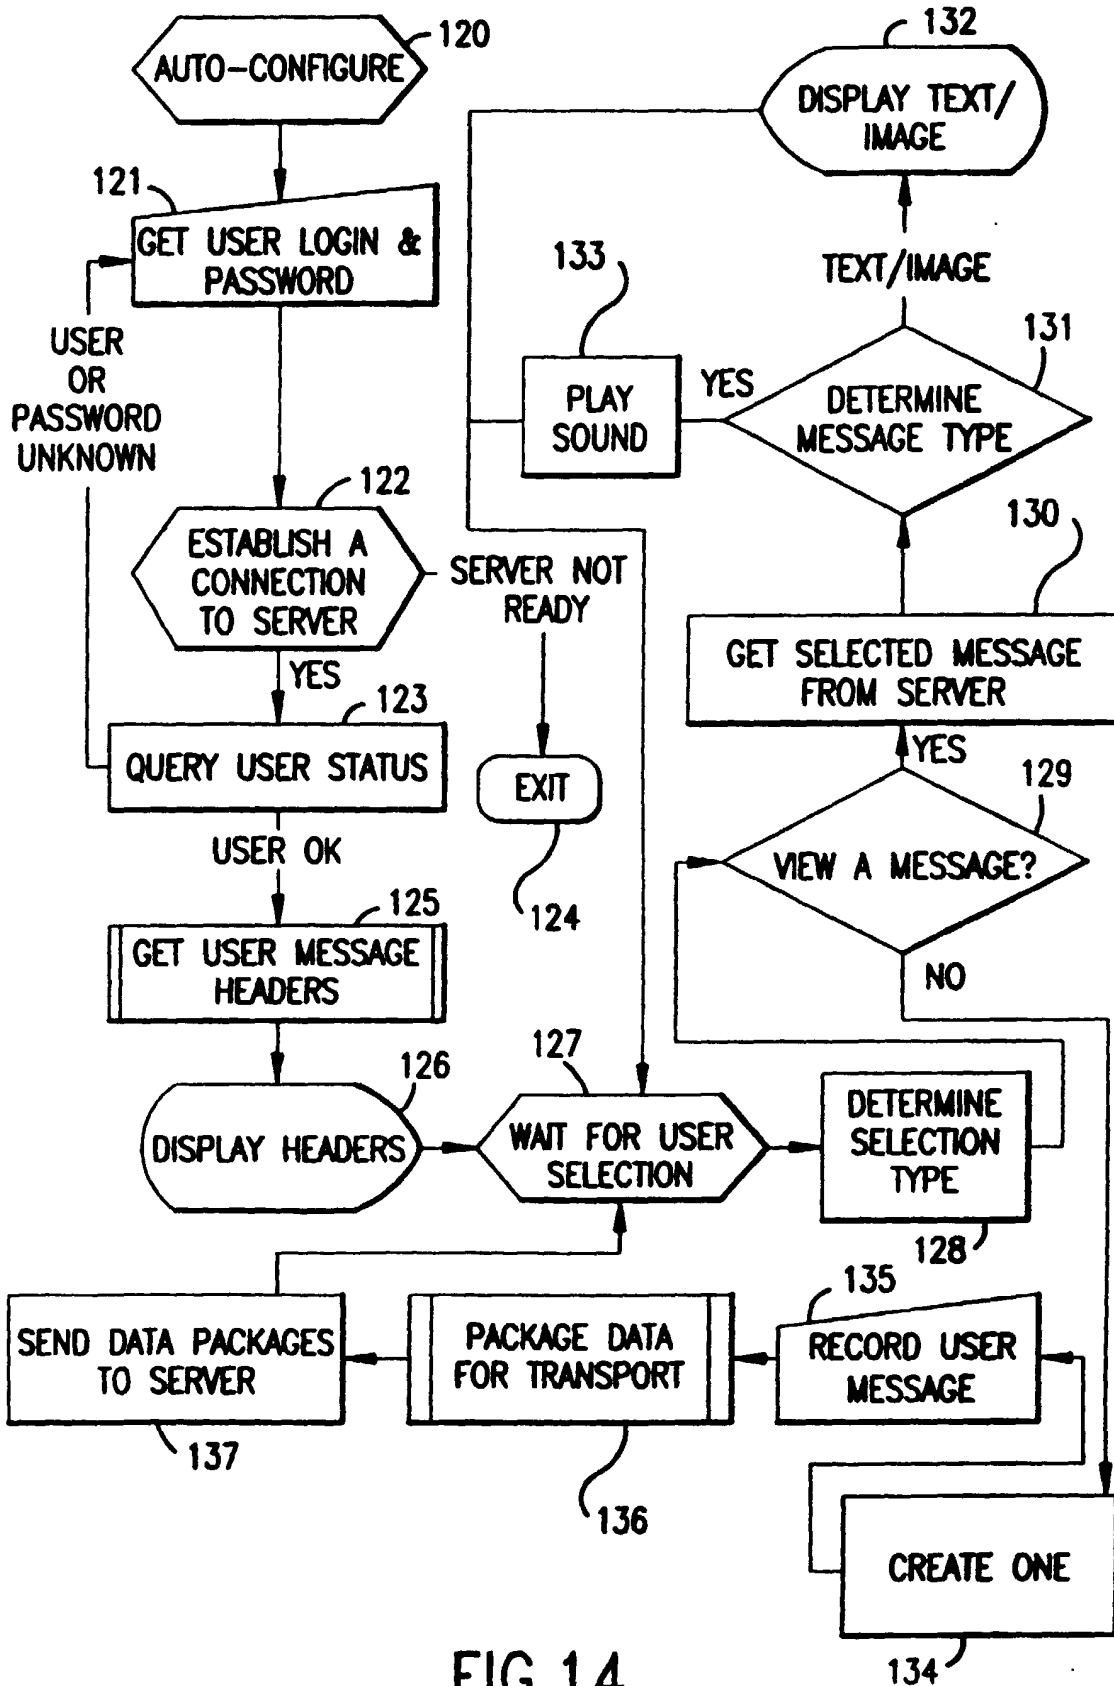 120
AUTO-CONFIGURE
121
GET USER LOGIN &
PASSWORD
USER
OR
PASSWORD
UNKNOWN
122
ESTABLISH A
CONNECTION
TO SERVER
SERVER NOT
READY
YES
123
QUERY USER STATUS
EXIT
124
USER OK
125
GET USER MESSAGE
HEADERS
126
DISPLAY HEADERS
127
WAIT FOR USER
SELECTION
DETERMINE
SELECTION
TYPE
128
VIEW A MESSAGE?
129
YES
NO
GET SELECTED MESSAGE
FROM SERVER
130
DETERMINE
MESSAGE TYPE
131
YES
PLAY
SOUND
133
TEXT/IMAGE
DISPLAY TEXT/
IMAGE
132
CREATE ONE
134
135
RECORD USER
MESSAGE
PACKAGE DATA
FOR TRANSPORT
136
SEND DATA PACKAGES
TO SERVER
137
FIG.14